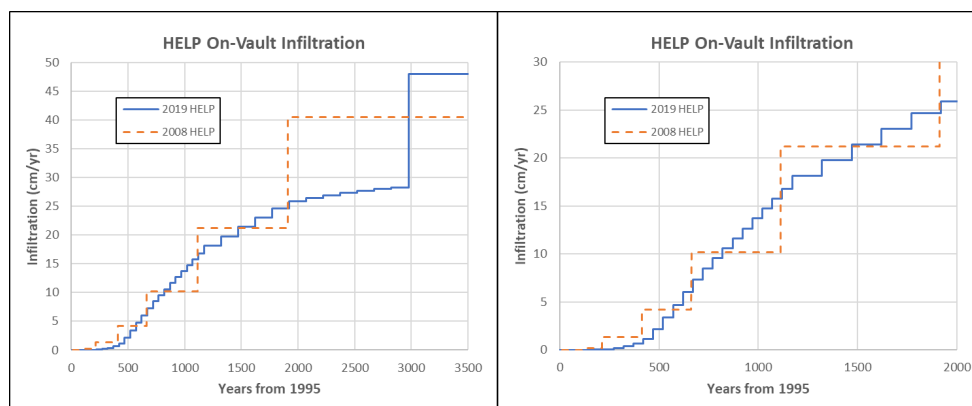 HELP On-Vault Infiltration
50
45
40
35
30
25
20
15
10
5
0
Infiltration (cm/yr)
2019 HELP
2008 HELP
0 500 1000 1500 2000 2500 3000 3500
Years from 1995
HELP On-Vault Infiltration
30
25
20
15
10
5
0
Infiltration (cm/yr)
2019 HELP
2008 HELP
0 500 1000 1500 2000
Years from 1995